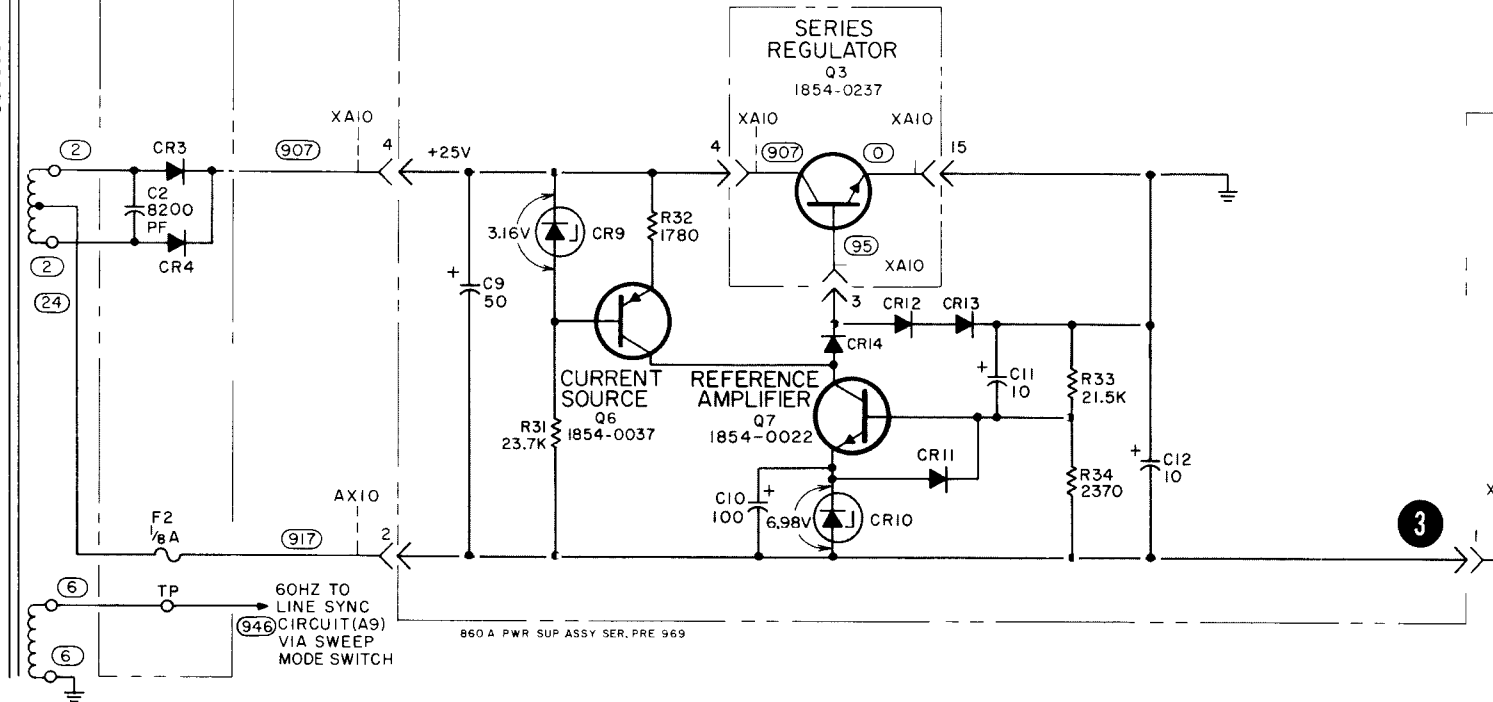 SERIES
REGULATOR
Q3
1854-0237
XA10
XA10
XA10
2
CR3
907
4
+25V
4
907
0
15
C2
8200
PF
CR4
2
24
3.16V
CR9
R32
1780
95
XA10
+
C9
50
3
CR12
CR13
CR14
+
C11
10
R33
21.5K
CURRENT
SOURCE
Q6
1854-0037
REFERENCE
AMPLIFIER
Q7
1854-0022
R31
23.7K
CR11
+
C12
10
R34
2370
C10
100
+
6.98V
CR10
AX10
F2
1/8 A
917
2
3
1
X
6
TP
60HZ TO
LINE SYNC
CIRCUIT (A9)
VIA SWEEP
MODE SWITCH
946
6
860 A PWR SUP ASSY SER. PRE 969